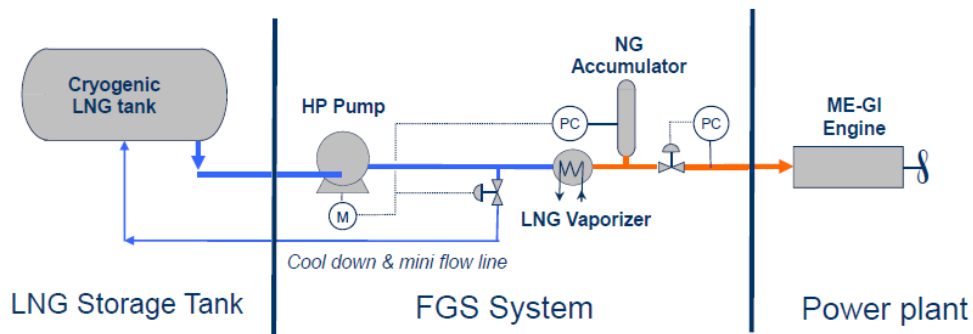 Cryogenic
LNG tank
HP Pump
NG
Accumulator
ME-GI
Engine
PC
PC
M
LNG Vaporizer
Cool down & mini flow line
LNG Storage Tank
FGS System
Power plant